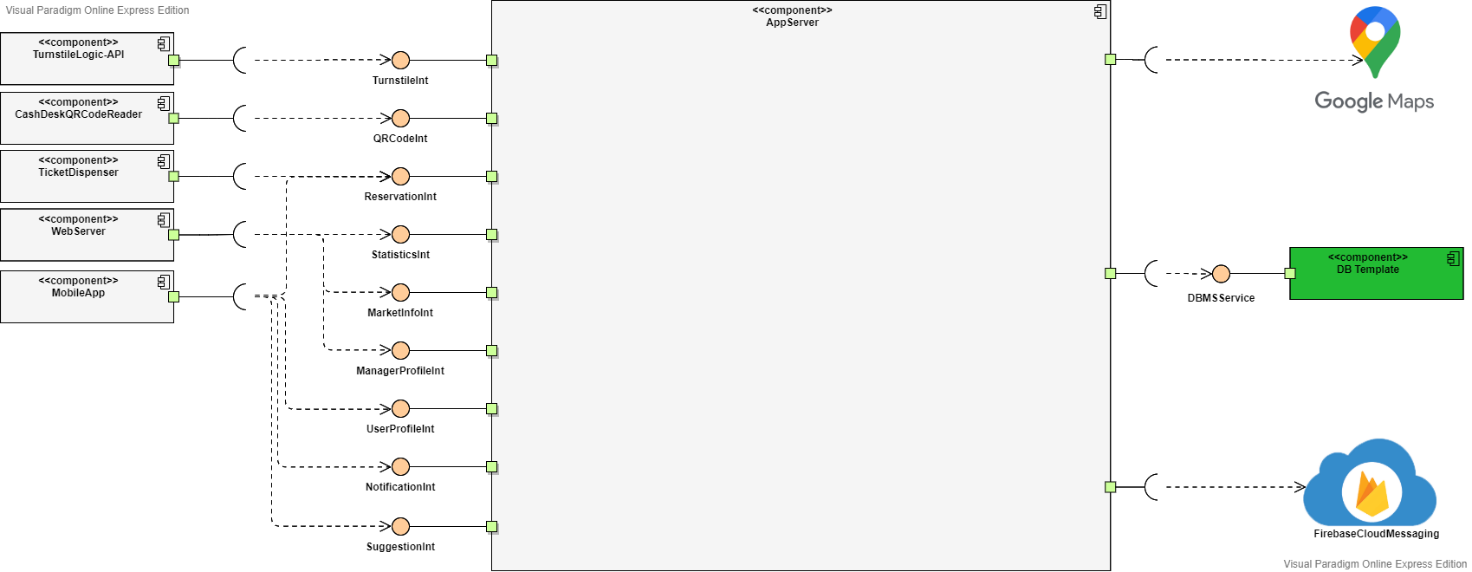 Visual Paradigm Online Express Edition
<<component>>
AppServer
<<component>>
TurnstileLogic-API
TurnstileInt
<<component>>
CashDeskQRCodeReader
QRCodeInt
<<component>>
TicketDispenser
ReservationInt
<<component>>
WebServer
StatisticsInt
<<component>>
MobileApp
MarketInfoInt
ManagerProfileInt
UserProfileInt
NotificationInt
SuggestionInt
Google Maps
<<component>>
DB Template
DBMSService
FirebaseCloudMessaging
Visual Paradigm Online Express Edition